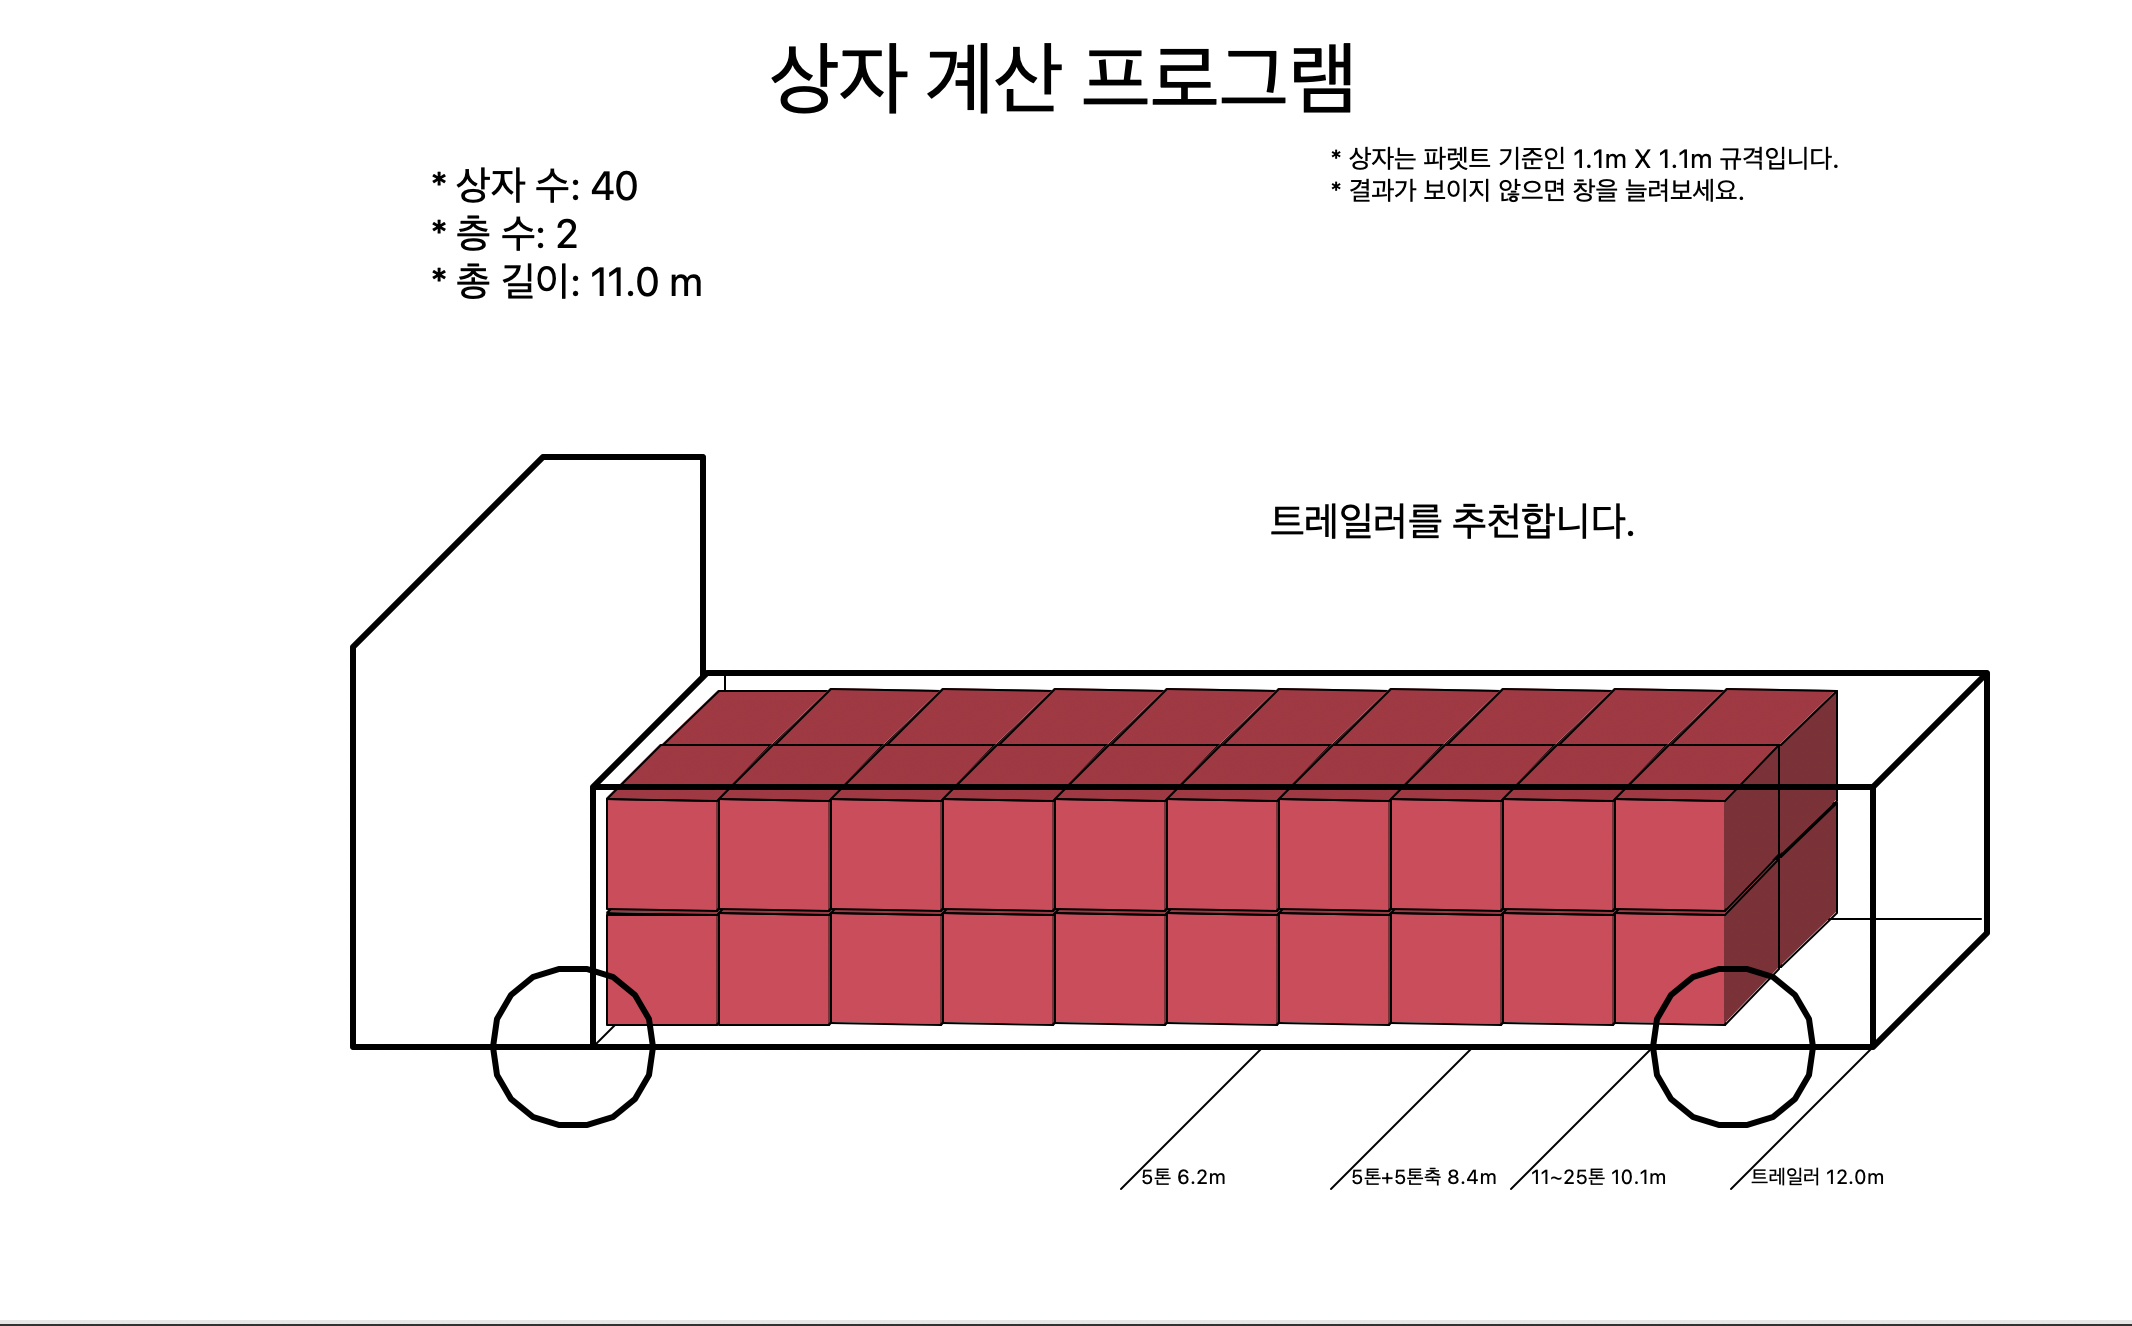 상자 계산 프로그램
* 상자는 파렛트 기준인 1.1m X 1.1m 규격입니다.
* 결과가 보이지 않으면 창을 늘려보세요.
* 상자 수: 40
* 층 수: 2
* 총 길이: 11.0 m
트레일러를 추천합니다.
5톤 6.2m
5톤+5톤축 8.4m
11~25톤 10.1m
트레일러 12.0m